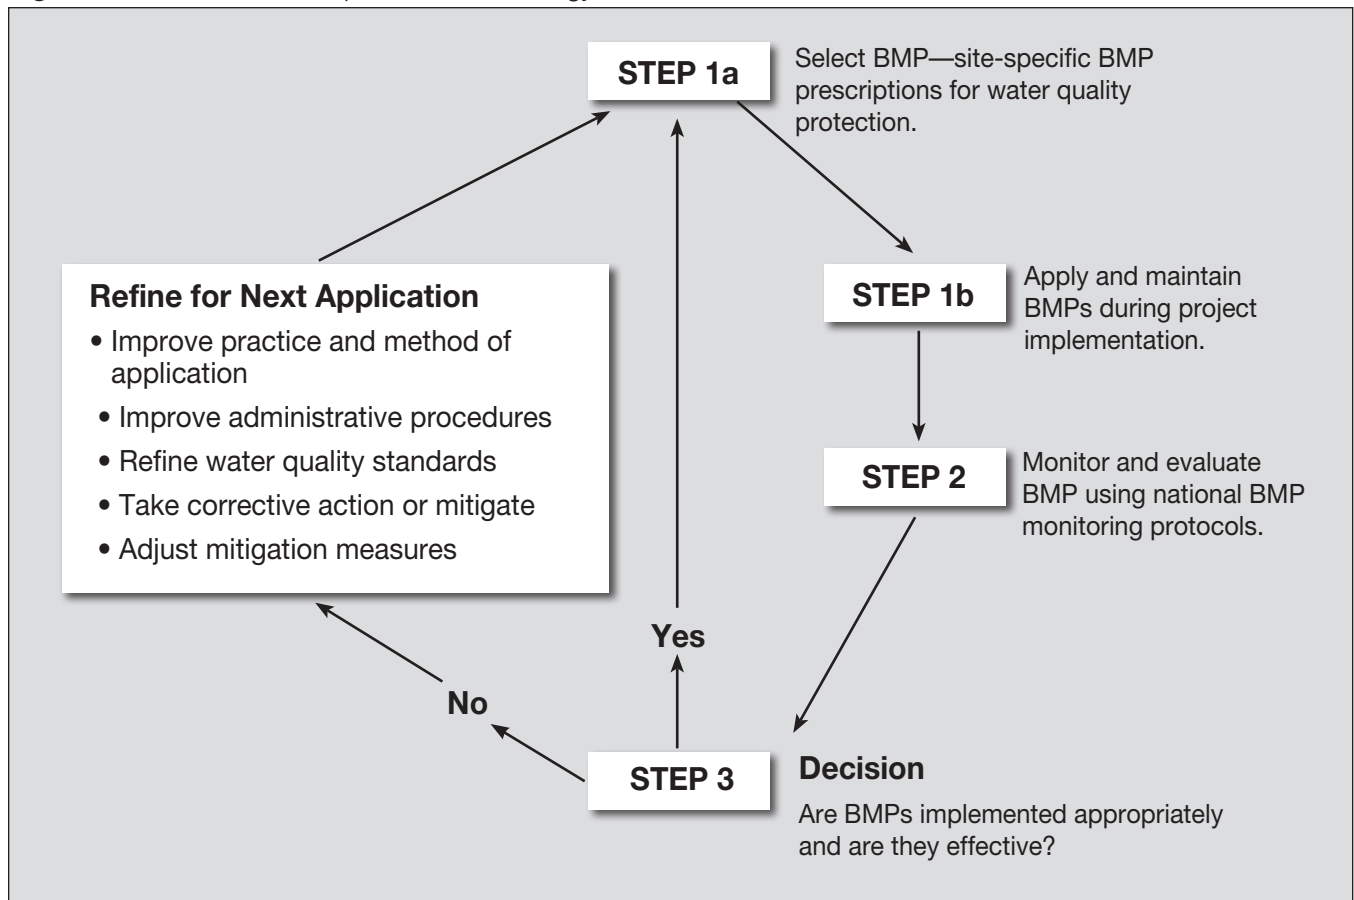 STEP 1a
Select BMP—site-specific BMP
prescriptions for water quality
protection.
STEP 1b
Apply and maintain
BMPs during project
implementation.
Refine for Next Application
• Improve practice and method of
application
• Improve administrative procedures
• Refine water quality standards
• Take corrective action or mitigate
• Adjust mitigation measures
STEP 2
Monitor and evaluate
BMP using national BMP
monitoring protocols.
Yes
No
STEP 3
Decision
Are BMPs implemented appropriately
and are they effective?